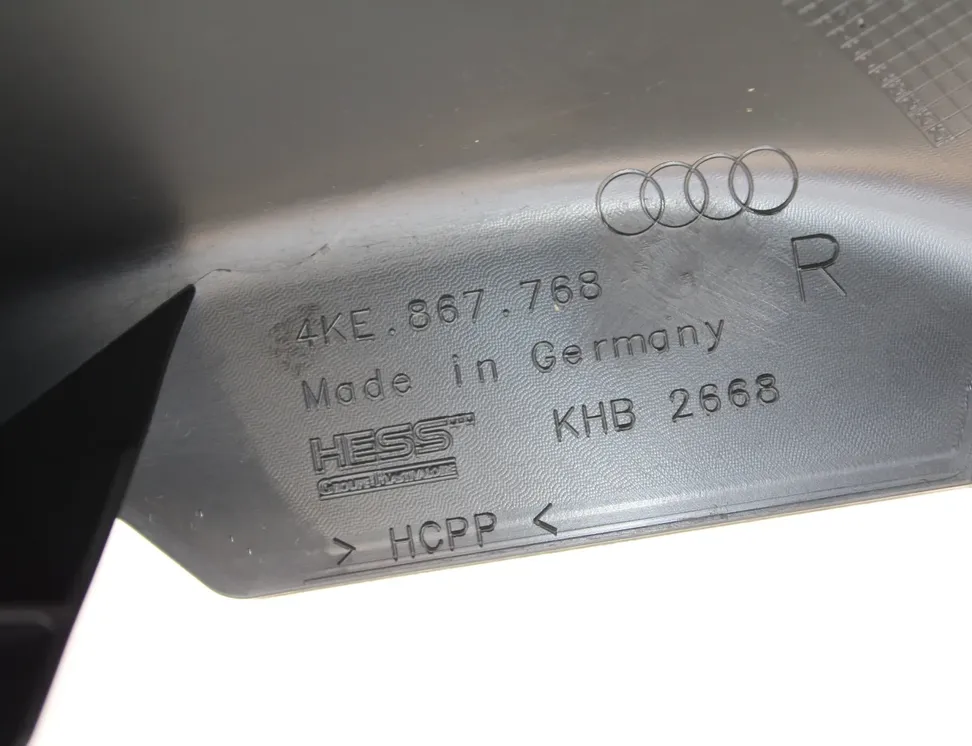 R
4KE.867.768
Made in Germany
KHB 2668
HESS
> HCPP <